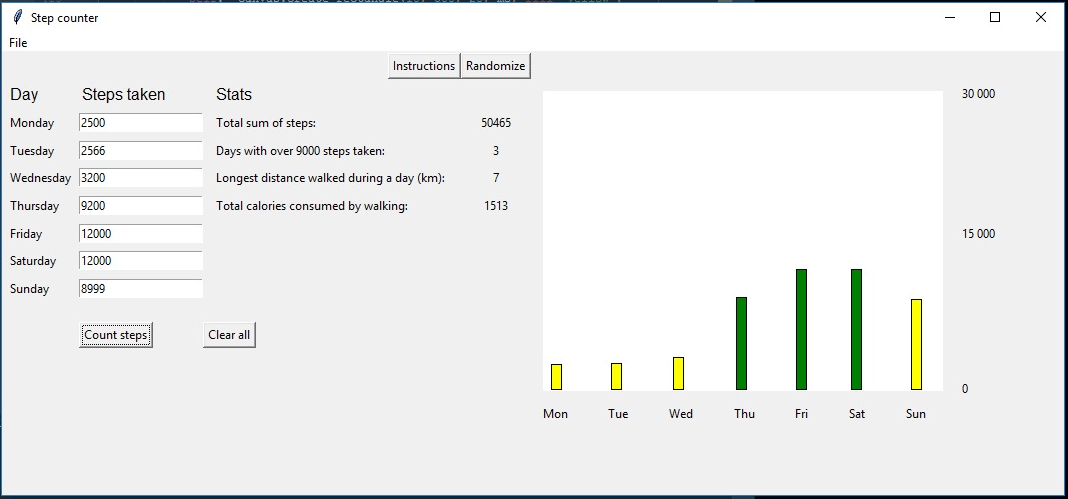 Step counter
File
Instructions Randomize
Day Steps taken Stats
Monday 2500 Total sum of steps: 50465
Tuesday 2566 Days with over 9000 steps taken: 3
Wednesday 3200 Longest distance walked during a day (km): 7
Thursday 9200 Total calories consumed by walking: 1513
Friday 12000
Saturday 12000
Sunday 8999
Count steps Clear all
30 000
15 000
0
Mon Tue Wed Thu Fri Sat Sun